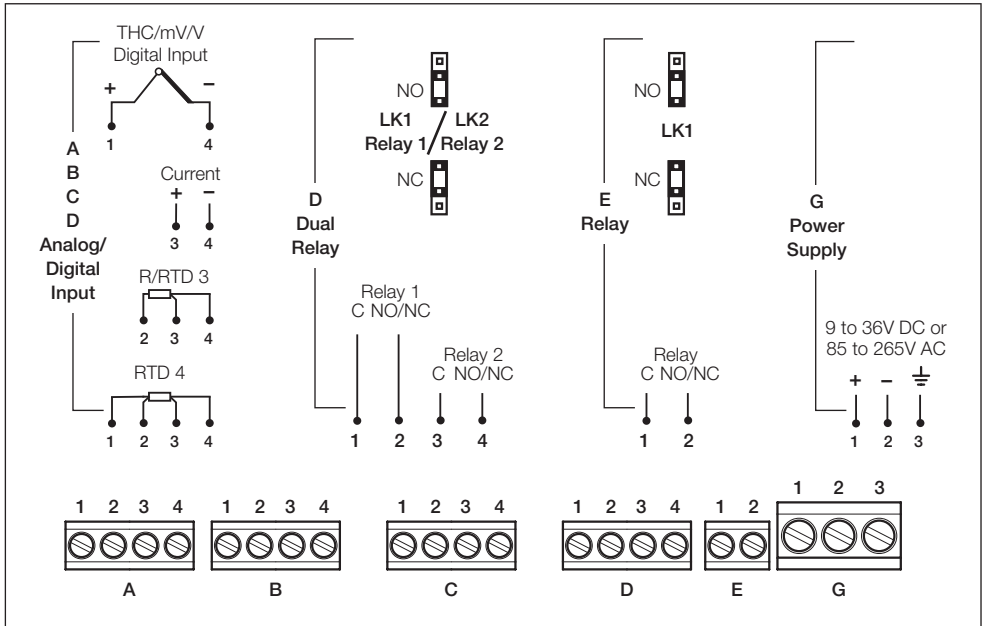 THC/mV/V
Digital Input
+ −
1 4
A
B
C
D
Analog/
Digital
Input
Current
+ −
3 4
R/RTD 3
2 3 4
RTD 4
1 2 3 4
D
Dual
Relay
NO
LK1 / LK2
Relay 1 / Relay 2
NC
Relay 1
C NO/NC
Relay 2
C NO/NC
1 2 3 4
E
Relay
NO
LK1
NC
Relay
C NO/NC
1 2
G
Power
Supply
9 to 36V DC or
85 to 265V AC
+ −
1 2 3
1 2 3 4
A
1 2 3 4
B
1 2 3 4
C
1 2 3 4
D
1 2
E
1 2 3
G